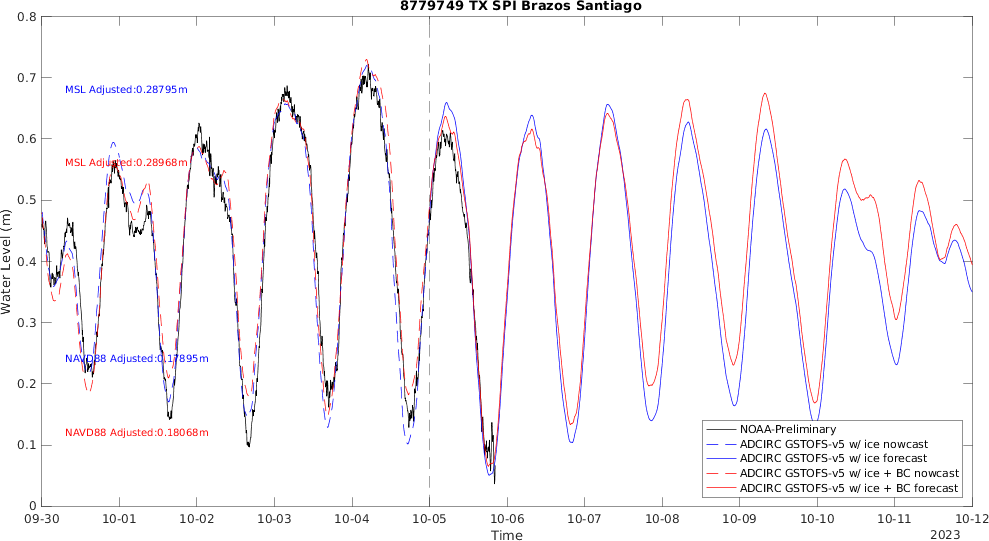 8779749 TX SPI Brazos Santiago
0.8
0.7
0.6
0.5
0.4
0.3
0.2
0.1
0
Water Level (m)
MSL Adjusted:0.28795m
MSL Adjusted:0.28968m
NAVD88 Adjusted:0.17895m
NAVD88 Adjusted:0.18068m
NOAA-Preliminary
ADCIRC GSTOFS-v5 w/ ice nowcast
ADCIRC GSTOFS-v5 w/ ice forecast
ADCIRC GSTOFS-v5 w/ ice + BC nowcast
ADCIRC GSTOFS-v5 w/ ice + BC forecast
09-30 10-01 10-02 10-03 10-04 10-05 10-06 10-07 10-08 10-09 10-10 10-11 10-12
Time
2023